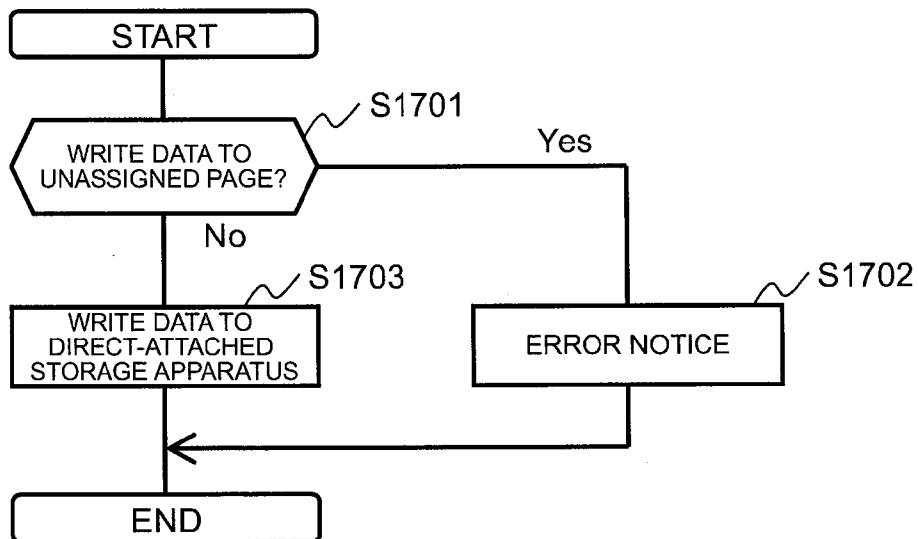 START
S1701
WRITE DATA TO
UNASSIGNED PAGE?
Yes
No
S1703
S1702
WRITE DATA TO
DIRECT-ATTACHED
STORAGE APPARATUS
ERROR NOTICE
END